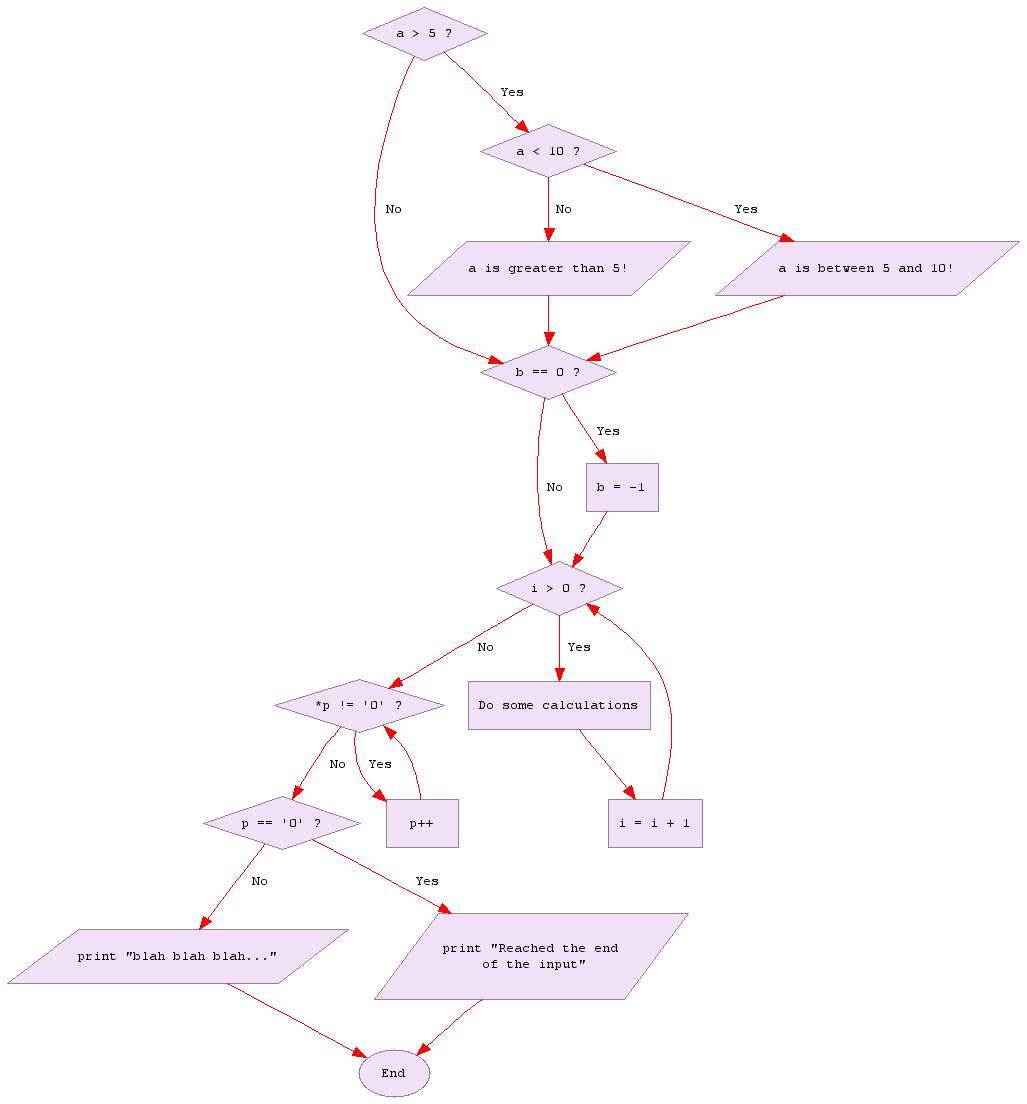 a > 5 ?
Yes
a < 10 ?
No
No
Yes
a is greater than 5!
a is between 5 and 10!
b == 0 ?
Yes
No
b = -1
i > 0 ?
No
Yes
*p != '0' ?
Do some calculations
No
Yes
p == '0' ?
p++
i = i + 1
No
Yes
print "blah blah blah..."
print "Reached the end
of the input"
End